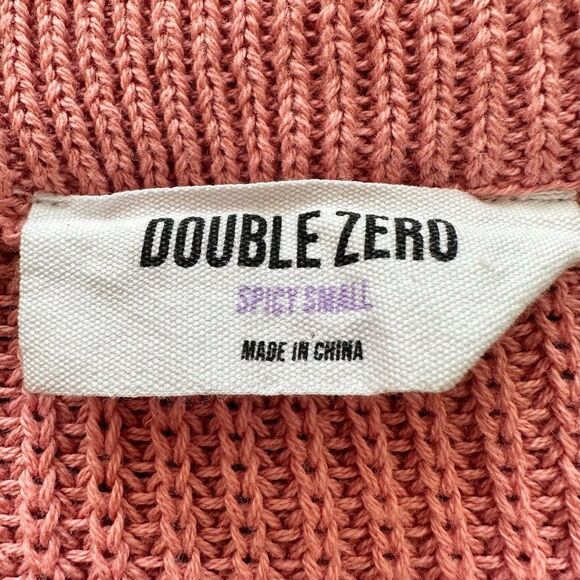 DOUBLE ZERO
SPICY SMALL
MADE IN CHINA